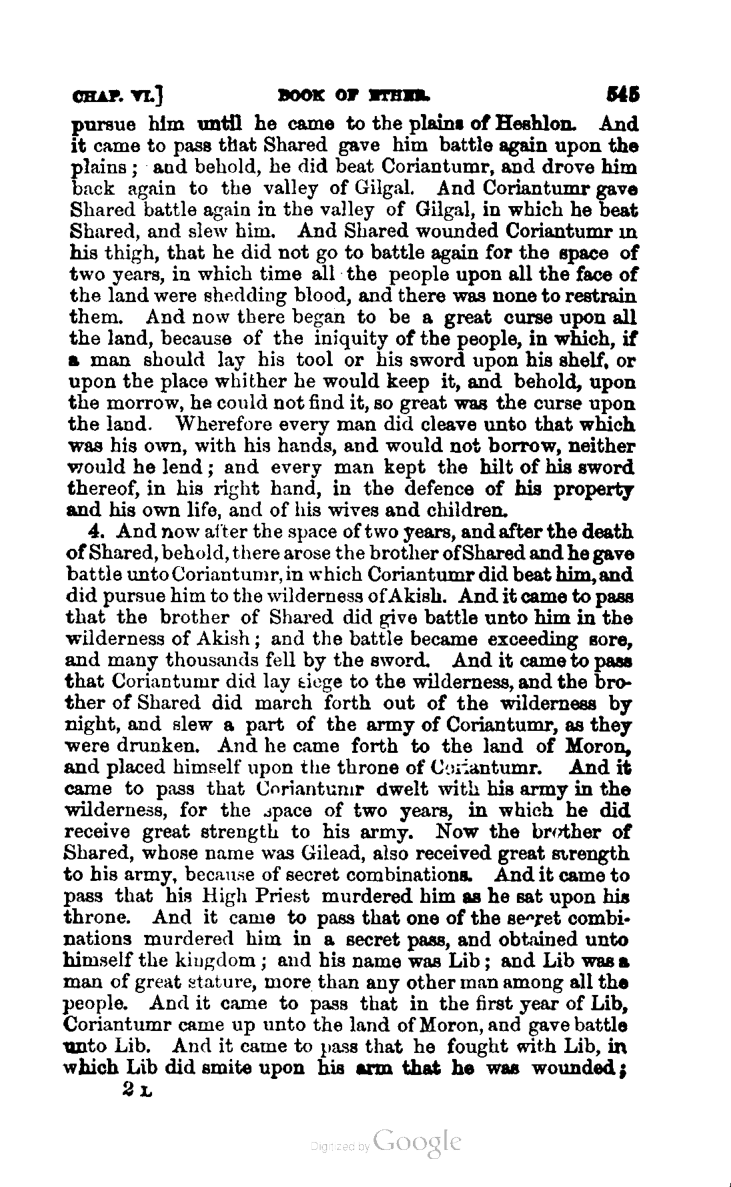 CHAP. VI.] BOOK OF ETHER. 545
pursue him until he came to the plains of Heshlon. And
it came to pass that Shared gave him battle again upon the
plains; and behold, he did beat Coriantumr, and drove him
back again to the valley of Gilgal. And Coriantumr gave
Shared battle again in the valley of Gilgal, in which he beat
Shared, and slew him. And Shared wounded Coriantumr in
his thigh, that he did not go to battle again for the space of
two years, in which time all the people upon all the face of
the land were shedding blood, and there was none to restrain
them. And now there began to be a great curse upon all
the land, because of the iniquity of the people, in which, if
a man should lay his tool or his sword upon his shelf, or
upon the place whither he would keep it, and behold, upon
the morrow, he could not find it, so great was the curse upon
the land. Wherefore every man did cleave unto that which
was his own, with his hands, and would not borrow, neither
would he lend; and every man kept the hilt of his sword
thereof, in his right hand, in the defence of his property
and his own life, and of his wives and children.
4. And now after the space of two years, and after the death
of Shared, behold, there arose the brother of Shared and he gave
battle unto Coriantumr, in which Coriantumr did beat him, and
did pursue him to the wilderness of Akish. And it came to pass
that the brother of Shared did give battle unto him in the
wilderness of Akish; and the battle became exceeding sore,
and many thousands fell by the sword. And it came to pass
that Coriantumr did lay siege to the wilderness, and the bro-
ther of Shared did march forth out of the wilderness by
night, and slew a part of the army of Coriantumr, as they
were drunken. And he came forth to the land of Moron,
and placed himself upon the throne of Coriantumr. And it
came to pass that Coriantumr dwelt with his army in the
wilderness, for the space of two years, in which he did
receive great strength to his army. Now the brother of
Shared, whose name was Gilead, also received great strength
to his army, because of secret combinations. And it came to
pass that his High Priest murdered him as he sat upon his
throne. And it came to pass that one of the secret combi-
nations murdered him in a secret pass, and obtained unto
himself the kingdom; and his name was Lib; and Lib was a
man of great stature, more than any other man among all the
people. And it came to pass that in the first year of Lib,
Coriantumr came up unto the land of Moron, and gave battle
unto Lib. And it came to pass that he fought with Lib, in
which Lib did smite upon his arm that he was wounded;
2 L
Digitized by Google